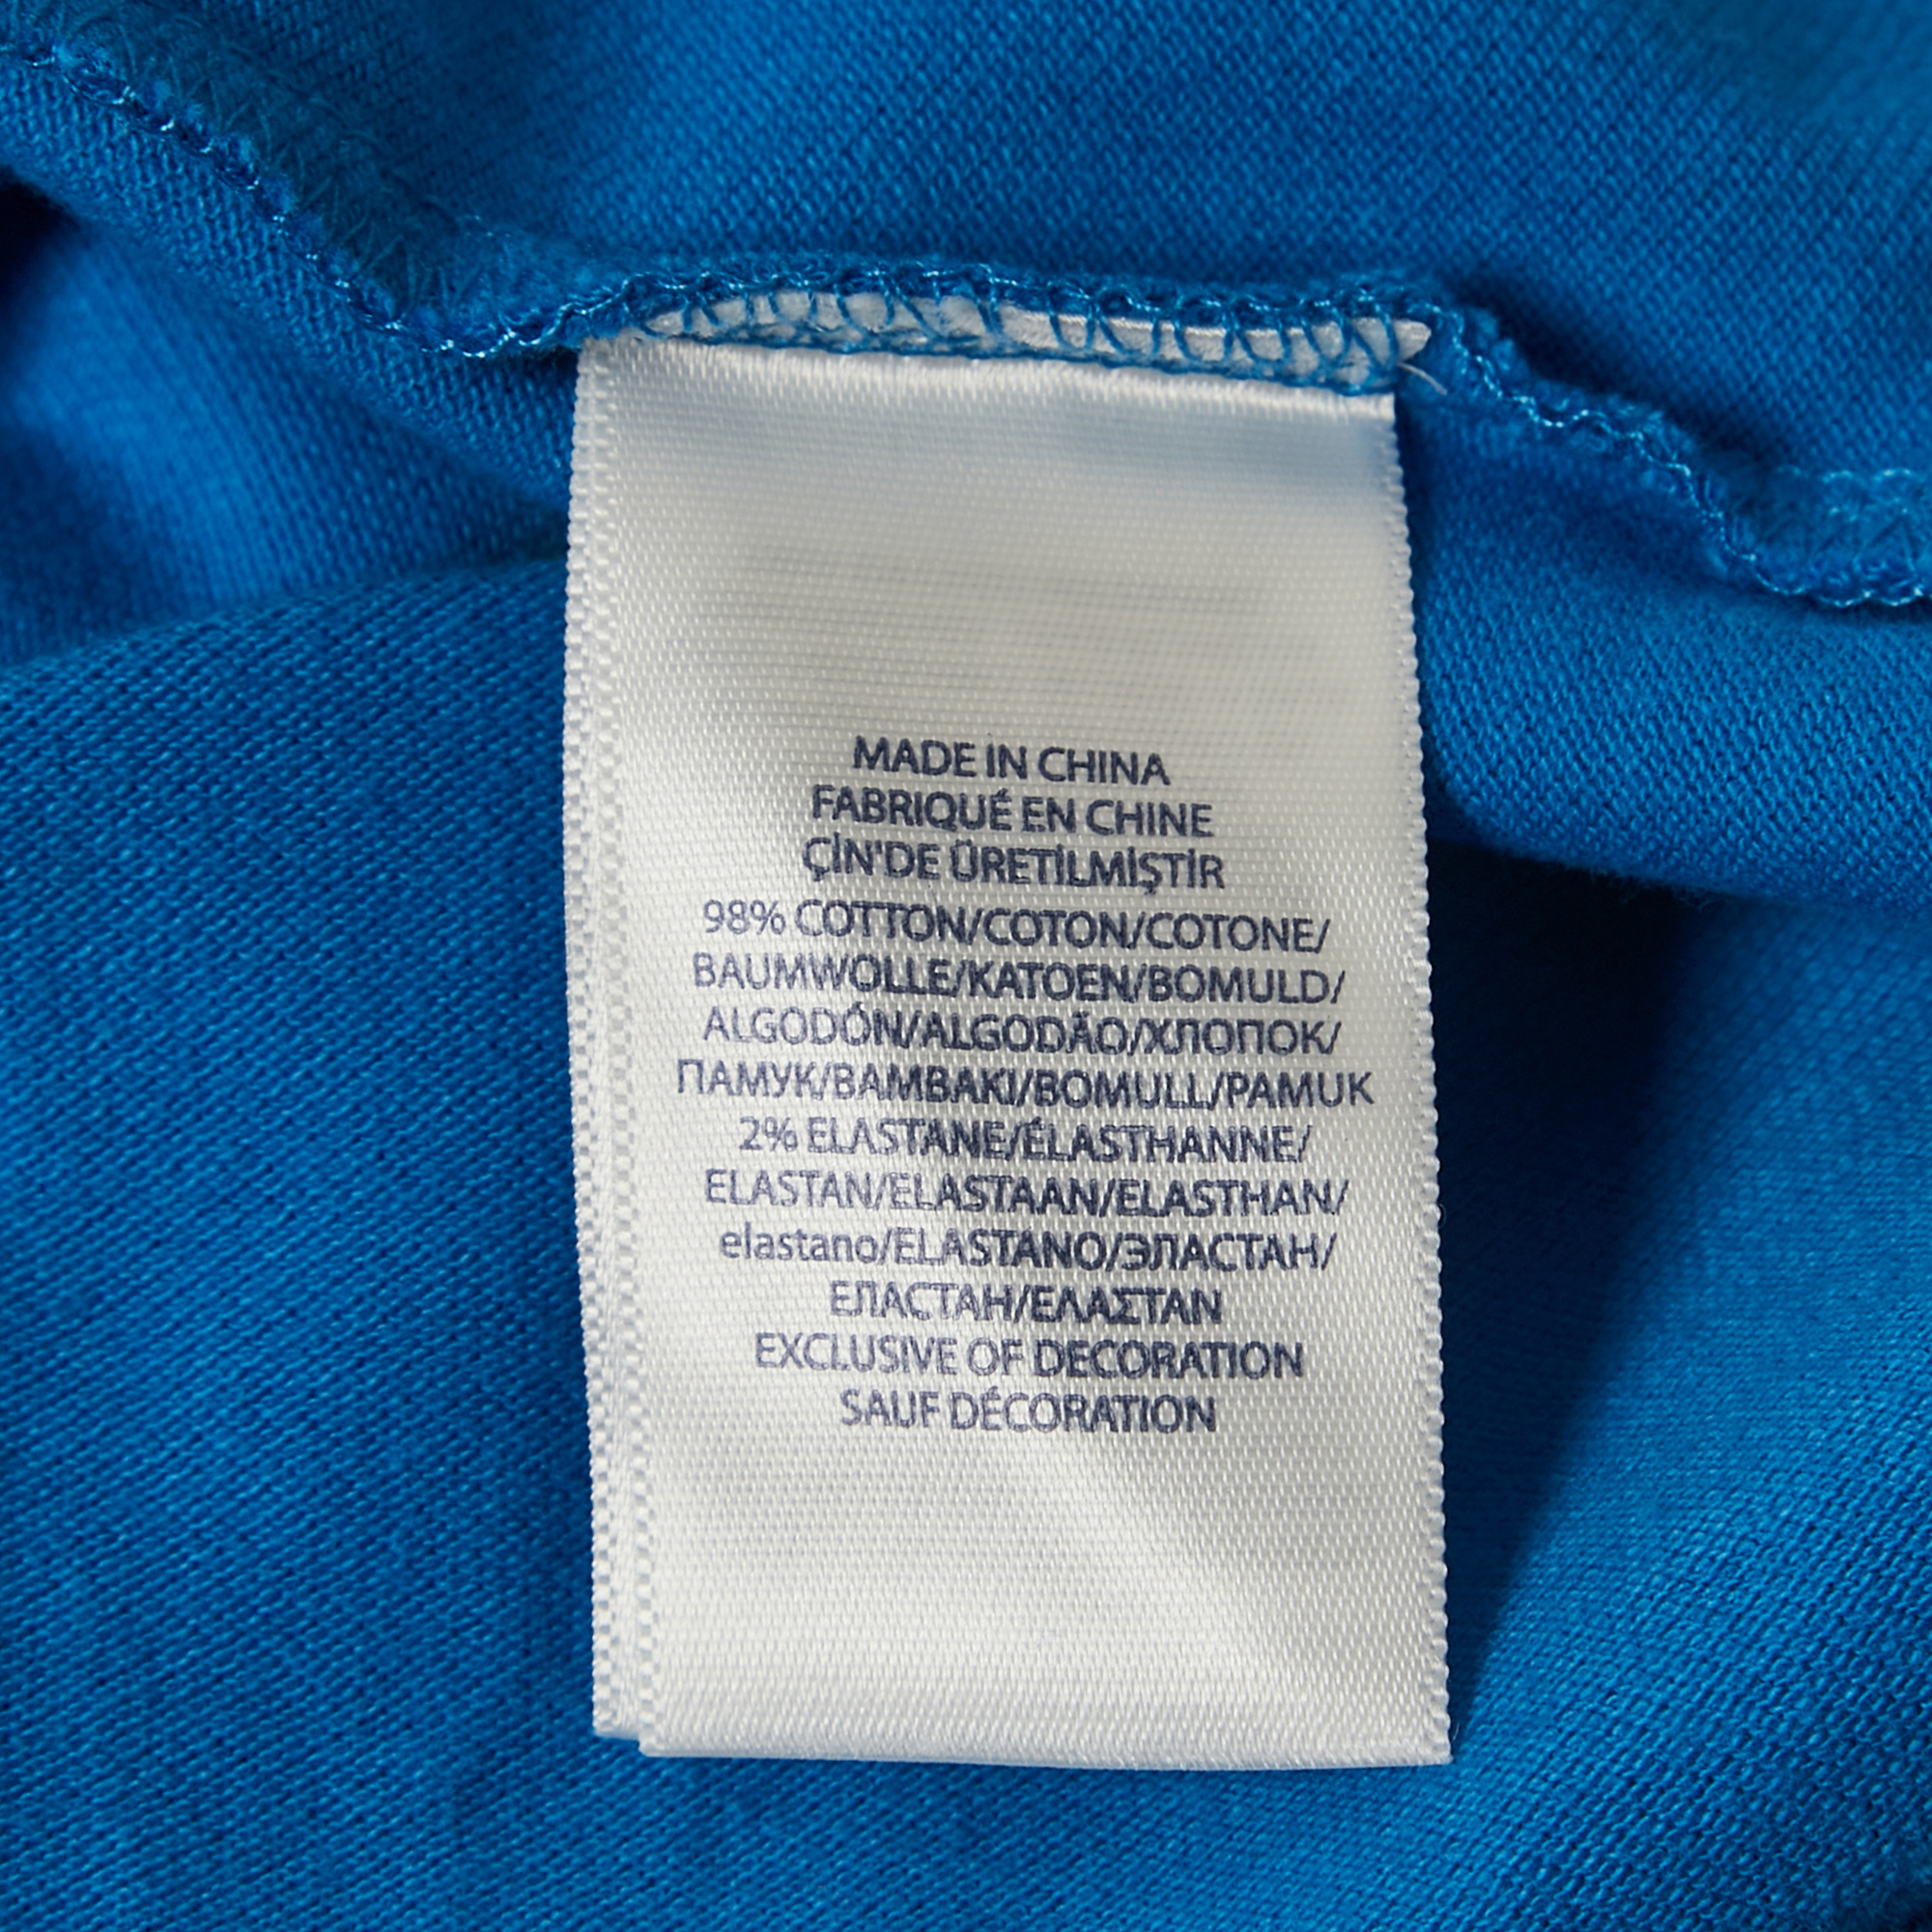 MADE IN CHINA
FABRIQUÉ EN CHINE
ÇİN'DE ÜRETİLMİŞTİR
98% COTTON/COTON/COTONE/
BAUMWOLLE/KATOEN/BOMULD/
ALGODÓN/ALGODÃO/ХЛОПОК/
ПАМУК/BAMBAKI/BOMULL/PAMUK
2% ELASTANE/ÉLASTHANNE/
ELASTAN/ELASTAAN/ELASTHAN/
elastano/ELASTANO/ЭЛАСТАН/
ЕЛАСТАН/ΕΛΑΣΤΑΝ
EXCLUSIVE OF DECORATION
SAUF DÉCORATION